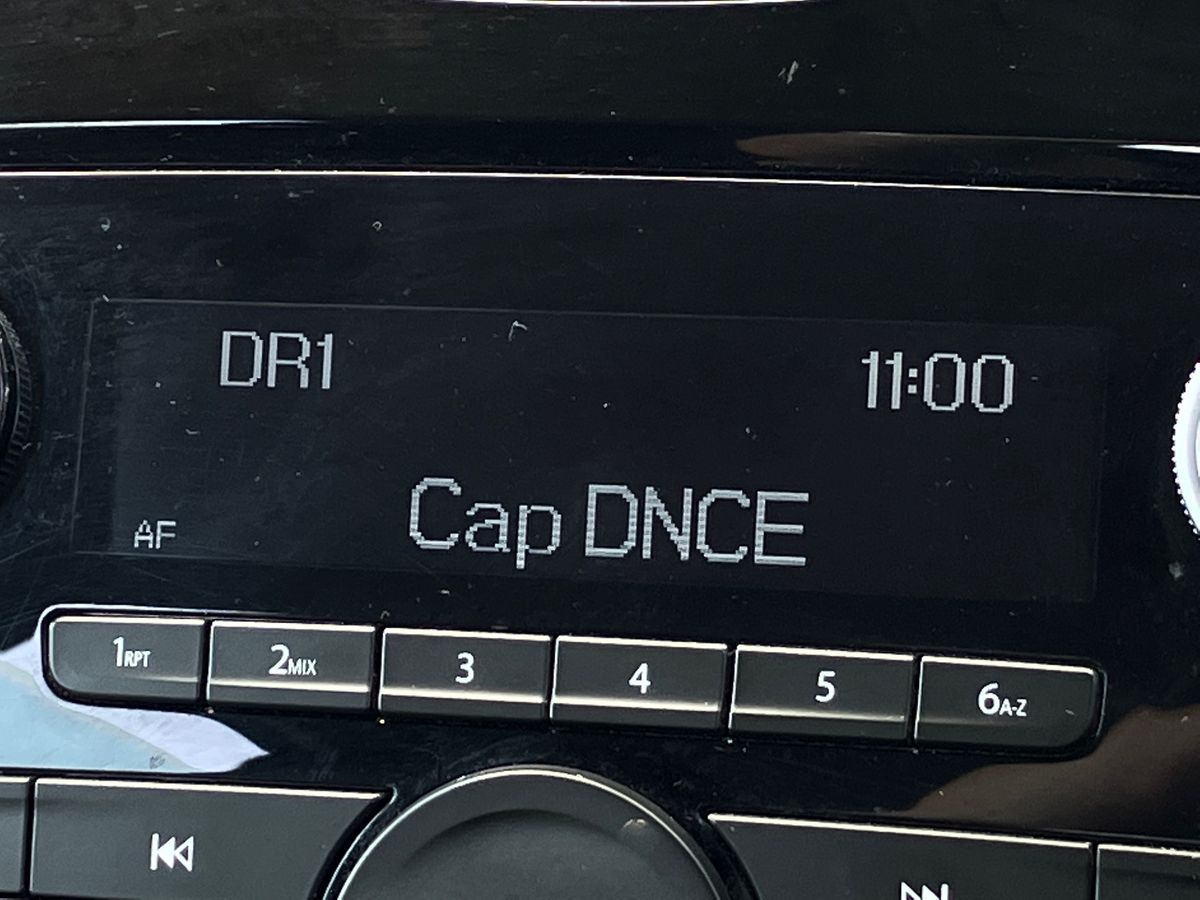 DR1 11:00
Cap DNCE
AF
1RPT 2MIX 3 4 5 6A-Z